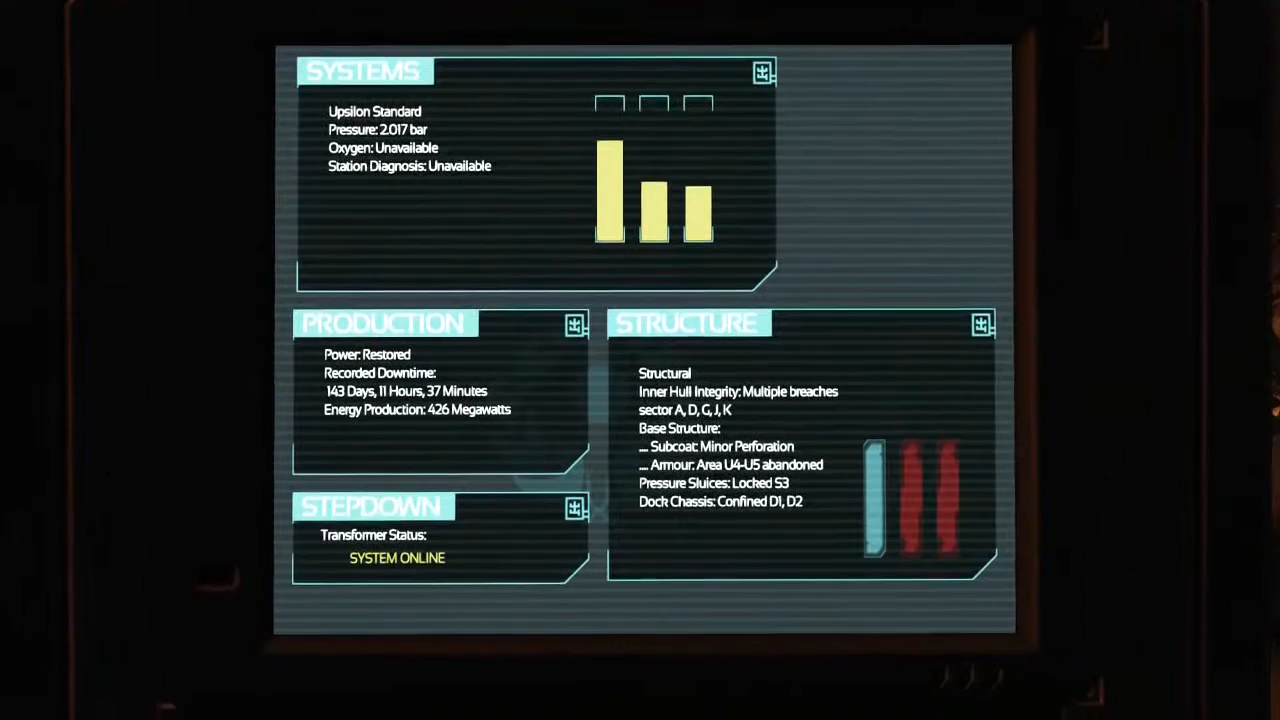 SYSTEMS
Upsilon Standard
Pressure: 2.017 bar
Oxygen: Unavailable
Station Diagnosis: Unavailable
PRODUCTION
Power: Restored
Recorded Downtime:
143 Days, 11 Hours, 37 Minutes
Energy Production: 426 Megawatts
STEPDOWN
Transformer Status:
SYSTEM ONLINE
STRUCTURE
Structural
Inner Hull Integrity: Multiple breaches
sector A, D, G, J, K
Base Structure:
... Subcoat: Minor Perforation
... Armour: Area U4-U5 abandoned
Pressure Sluices: Locked S3
Dock Chassis: Confined D1, D2